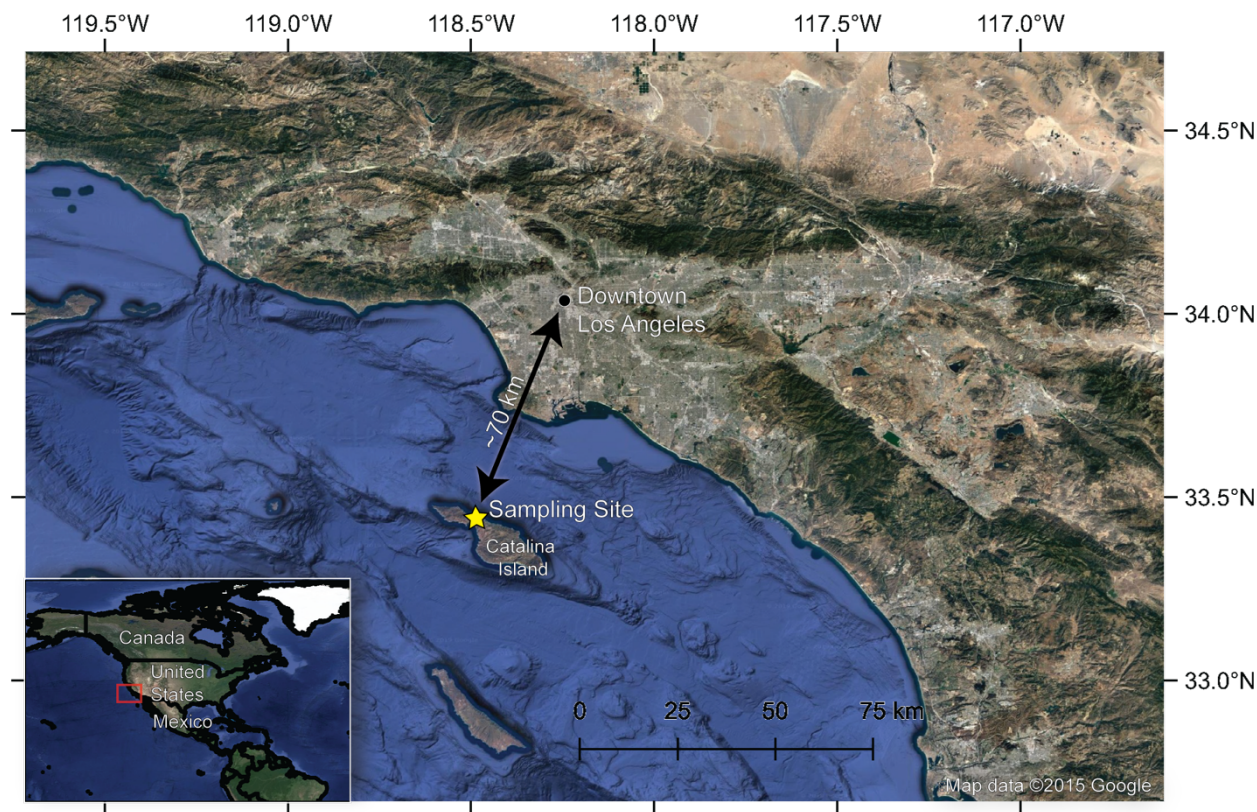 119.5°W 119.0°W 118.5°W 118.0°W 117.5°W 117.0°W
34.5°N
Downtown
Los Angeles
34.0°N
~70 km
33.5°N
Sampling Site
Catalina
Island
Canada
United
States
Mexico
33.0°N
0 25 50 75 km
Map data ©2015 Google